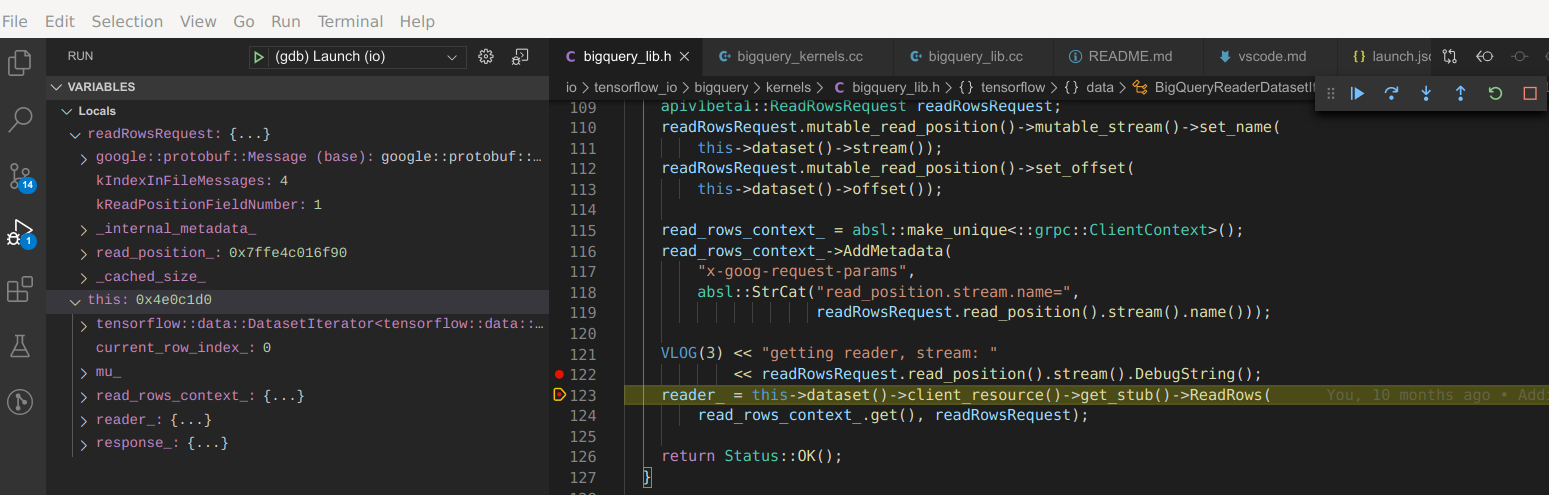 File Edit Selection View Go Run Terminal Help
RUN (gdb) Launch (io)
VARIABLES
Locals
readRowsRequest: {...}
google::protobuf::Message (base): google::protobuf::…
kIndexInFileMessages: 4
kReadPositionFieldNumber: 1
_internal_metadata_
read_position_: 0x7ffe4c016f90
_cached_size_
this: 0x4e0c1d0
tensorflow::data::DatasetIterator<tensorflow::data::…
current_row_index_: 0
mu_
read_rows_context_: {...}
reader_: {...}
response_: {...}
14
1
C bigquery_lib.h bigquery_kernels.cc bigquery_lib.cc README.md vscode.md {} launch.jsc
io > tensorflow_io > bigquery > kernels > C bigquery_lib.h > {} tensorflow > {} data > BigQueryReaderDatasetIt
109 apiv1beta1::ReadRowsRequest readRowsRequest;
110 readRowsRequest.mutable_read_position()->mutable_stream()->set_name(
111 this->dataset()->stream());
112 readRowsRequest.mutable_read_position()->set_offset(
113 this->dataset()->offset());
114
115 read_rows_context_ = absl::make_unique<::grpc::ClientContext>();
116 read_rows_context_->AddMetadata(
117 "x-goog-request-params",
118 absl::StrCat("read_position.stream.name=",
119 readRowsRequest.read_position().stream().name()));
120
121 VLOG(3) << "getting reader, stream: "
122 << readRowsRequest.read_position().stream().DebugString();
123 reader_ = this->dataset()->client_resource()->get_stub()->ReadRows( You, 10 months ago • Addi
124 read_rows_context_.get(), readRowsRequest);
125
126 return Status::OK();
127 }